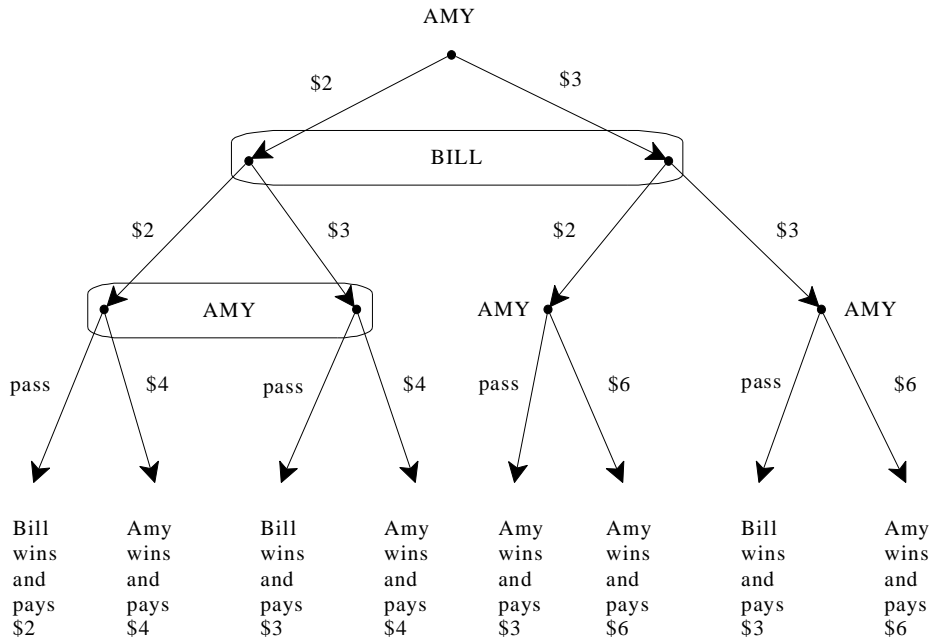 AMY
$2 $3
BILL
$2 $3 $2 $3
AMY AMY AMY
pass $4 pass $4 pass $6 pass $6
Bill Amy Bill Amy Amy Amy Bill Amy
wins wins wins wins wins wins wins wins
and and and and and and and and
pays pays pays pays pays pays pays pays
$2 $4 $3 $4 $3 $6 $3 $6